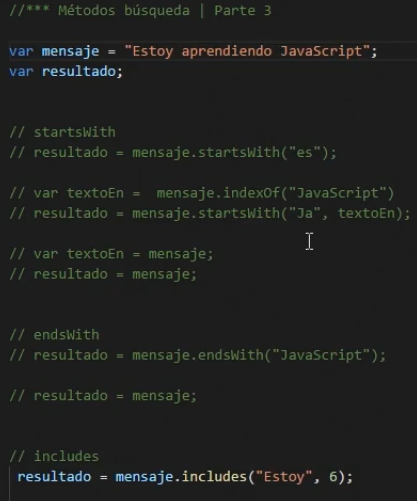 //*** Métodos búsqueda | Parte 3
var mensaje = "Estoy aprendiendo JavaScript";
var resultado;
// startsWith
// resultado = mensaje.startsWith("es");
// var textoEn =  mensaje.indexOf("JavaScript")
// resultado = mensaje.startsWith("Ja", textoEn);
// var textoEn = mensaje;
// resultado = mensaje;
// endsWith
// resultado = mensaje.endsWith("JavaScript");
// resultado = mensaje;
// includes
resultado = mensaje.includes("Estoy", 6);